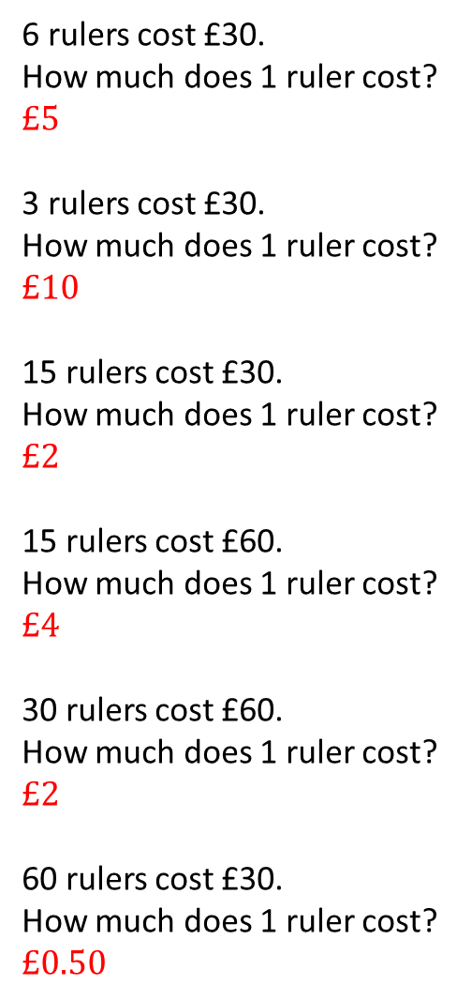 6 rulers cost £30.
How much does 1 ruler cost?
£5
3 rulers cost £30.
How much does 1 ruler cost?
£10
15 rulers cost £30.
How much does 1 ruler cost?
£2
15 rulers cost £60.
How much does 1 ruler cost?
£4
30 rulers cost £60.
How much does 1 ruler cost?
£2
60 rulers cost £30.
How much does 1 ruler cost?
£0.50